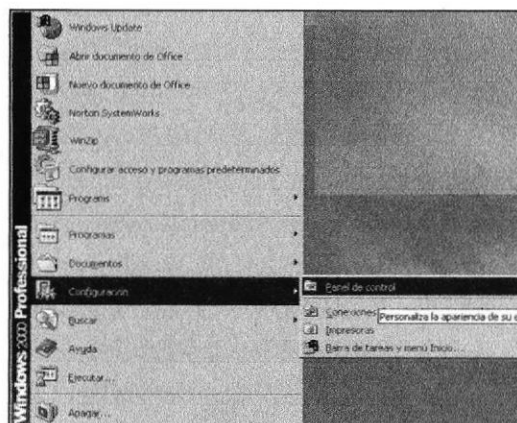 Windows Update
Abrir documento de Office
Nuevo documento de Office
Norton SystemWorks
WinZip
Configurar acceso y programas predeterminados
Programs
Programas
Documentos
Configuración
Buscar
Ayuda
Ejecutar...
Apagar...
Panel de control
Conexiones
Personaliza la apariencia de su e
Impresoras
Barra de tareas y menú Inicio...
Windows 2000 Professional